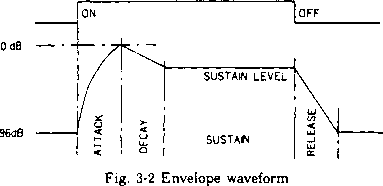 ON
OFF
0 dB
SUSTAIN LEVEL
96dB
ATTACK
DECAY
SUSTAIN
RELEASE
Fig. 3-2 Envelope waveform